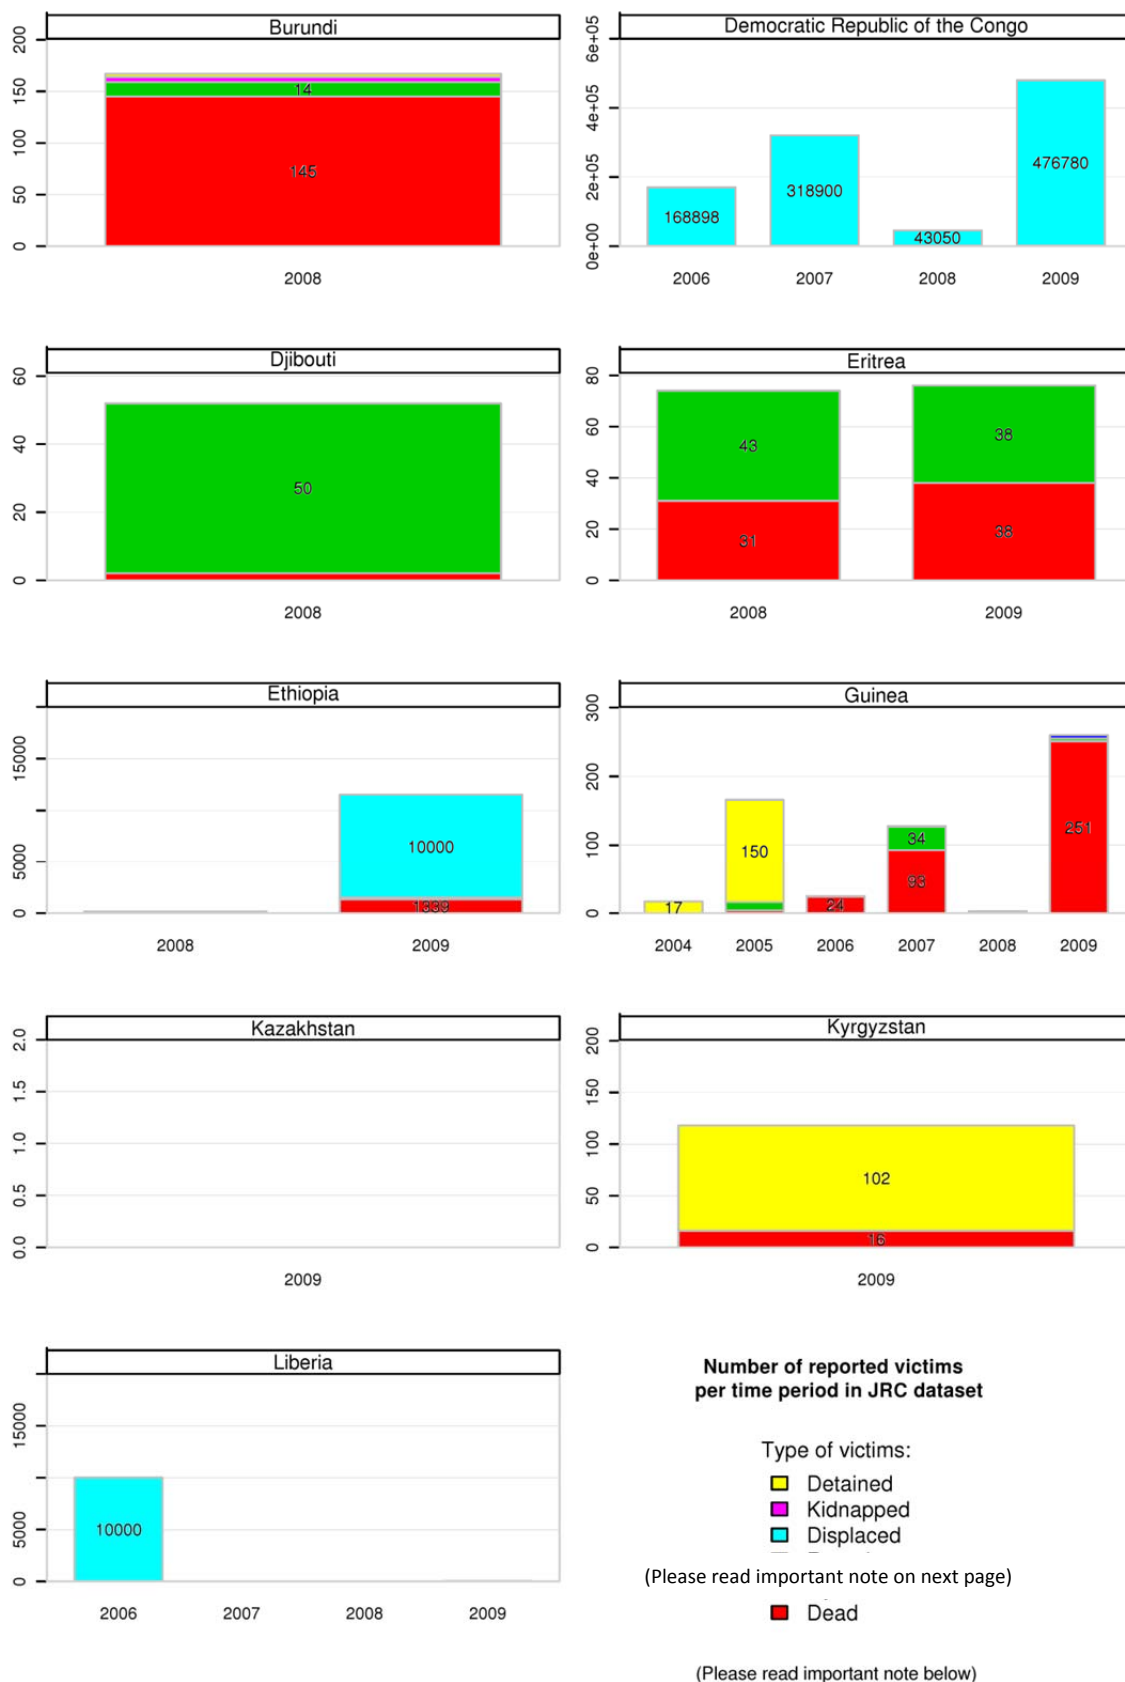 Burundi
200
150
100
50
0
14
145
2008
Democratic Republic of the Congo
6e+05
4e+05
2e+05
0e+00
168898
318900
43050
476780
2006 2007 2008 2009
Djibouti
60
40
20
0
50
2008
Eritrea
80
60
40
20
0
43
31
38
38
2008 2009
Ethiopia
15000
5000
0
10000
2008 2009
Guinea
300
200
100
0
17
150
24
34
93
251
2004 2005 2006 2007 2008 2009
Kazakhstan
2.0
1.5
1.0
0.5
0.0
2009
Kyrgyzstan
200
150
100
50
0
102
16
2009
Liberia
15000
5000
0
10000
2006 2007 2008 2009
Number of reported victims
per time period in JRC dataset
Type of victims:
Detained
Kidnapped
Displaced
(Please read important note on next page)
Dead
(Please read important note below)